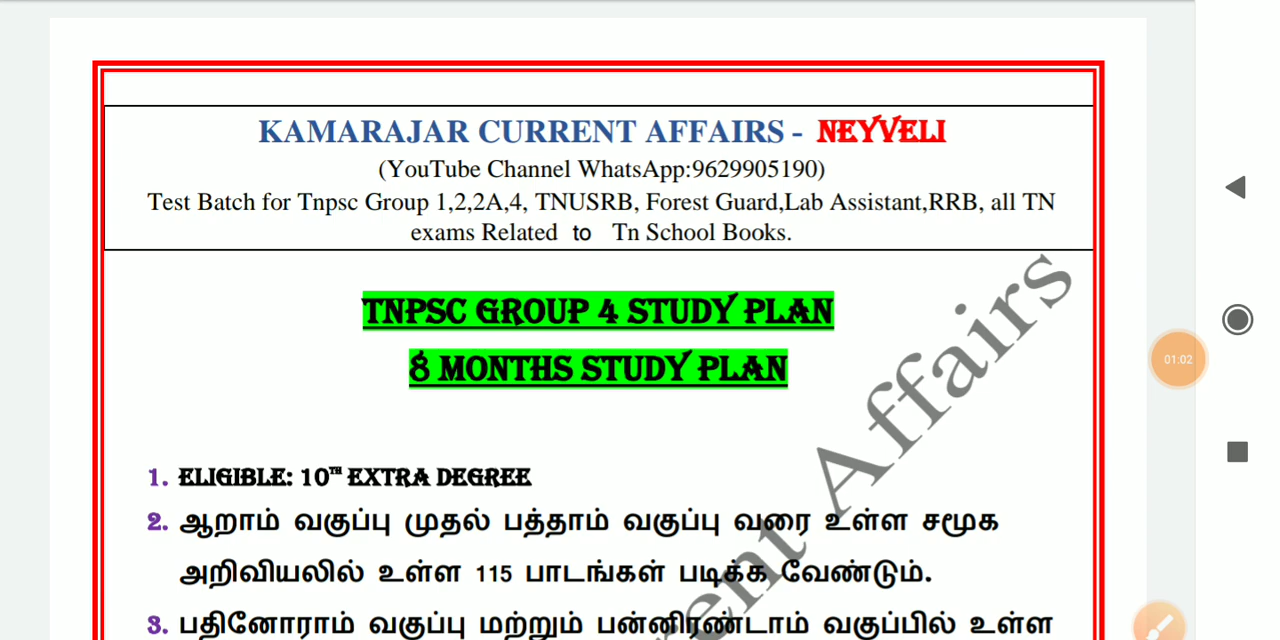 KAMARAJAR CURRENT AFFAIRS - NEYVELI
(YouTube Channel WhatsApp:9629905190)
Test Batch for Tnpsc Group 1,2,2A,4, TNUSRB, Forest Guard,Lab Assistant,RRB, all TN
exams Related to Tn School Books.
TNPSC GROUP 4 STUDY PLAN
8 MONTHS STUDY PLAN
1. ELIGIBLE: 10TH EXTRA DEGREE
2. ஆறாம் வகுப்பு முதல் பத்தாம் வகுப்பு வரை உள்ள சமூக
அறிவியலில் உள்ள 115 பாடங்கள் படிக்க வேண்டும்.
3. பதினோராம் வகுப்பு மற்றும் பன்னிரண்டாம் வகுப்பில் உள்ள
Affairs
01:02